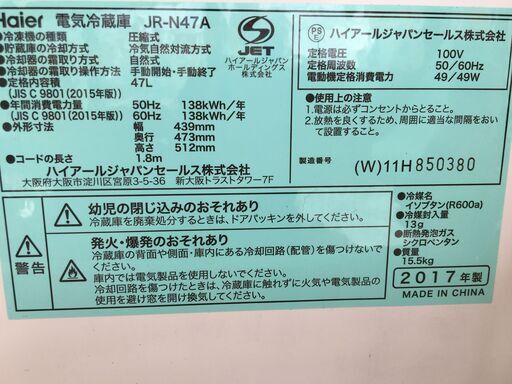 Haier 電気冷蔵庫 JR-N47A
●冷凍機の種類 圧縮式
●貯蔵庫の冷却方式 冷気自然対流方式
●冷却器の霜取り方式 自然式
●冷却器の霜取り操作方法 手動開始・手動終了
●定格内容積 47L
(JIS C 9801(2015年版))
●年間消費電力量 50Hz 138kWh/年
(JIS C 9801(2015年版)) 60Hz 138kWh/年
●外形寸法 幅 439mm
奥行 473mm
高さ 512mm
●コードの長さ 1.8m
ハイアールジャパンセールス株式会社
大阪府大阪市淀川区宮原3-5-36 新大阪トラストタワー7F
S
JET
ハイアールジャパン
ホールディングス
株式会社
PS
E
ハイアールジャパンセールス株式会社
定格電圧 100V
定格周波数 50/60Hz
電動機定格消費電力 49/49W
●使用上の注意
1.電源は必ずコンセントからとること。
2.放熱を良くするため、周囲に適当な間隔をおいて設置すること。
製造番号
(W)11H850380
警告
幼児の閉じ込めのおそれあり
冷蔵庫を廃棄処分するときは、ドアパッキンを外してください。
発火・爆発のおそれあり
冷蔵庫の背面や側面・庫内にある冷却回路(配管)を傷つけないでください。
庫内では電気製品を使用しないでください。
冷却回路を傷つけたときは、冷蔵庫に触れずに火気や電気製品の使用を避け窓を開け換気してください。
●冷媒名
イソブタン(R600a)
●冷媒封入量
13g
●断熱発泡ガス
シクロペンタン
●質量
15.5kg
2017年製
MADE IN CHINA